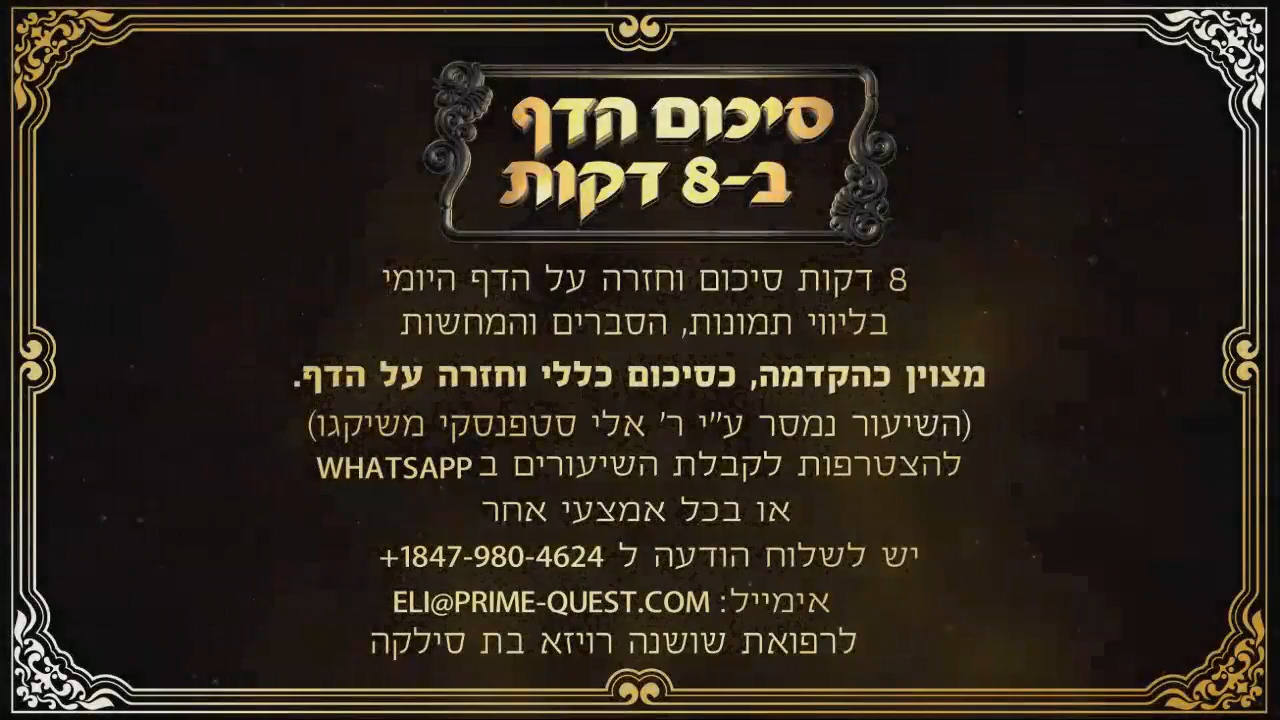 סיכום הדף
ב-8 דקות
8 דקות סיכום וחזרה על הדף היומי
בליווי תמונות, הסברים והמחשות
מצוין כהקדמה, כסיכום כללי וחזרה על הדף.
(השיעור נמסר ע"י ר' אלי סטפנסקי משיקגו)
להצטרפות לקבלת השיעורים ב WHATSAPP
או בכל אמצעי אחר
יש לשלוח הודעה ל 1847-980-4624+
אימייל: ELI@PRIME-QUEST.COM
לרפואת שושנה רויזא בת סילקה